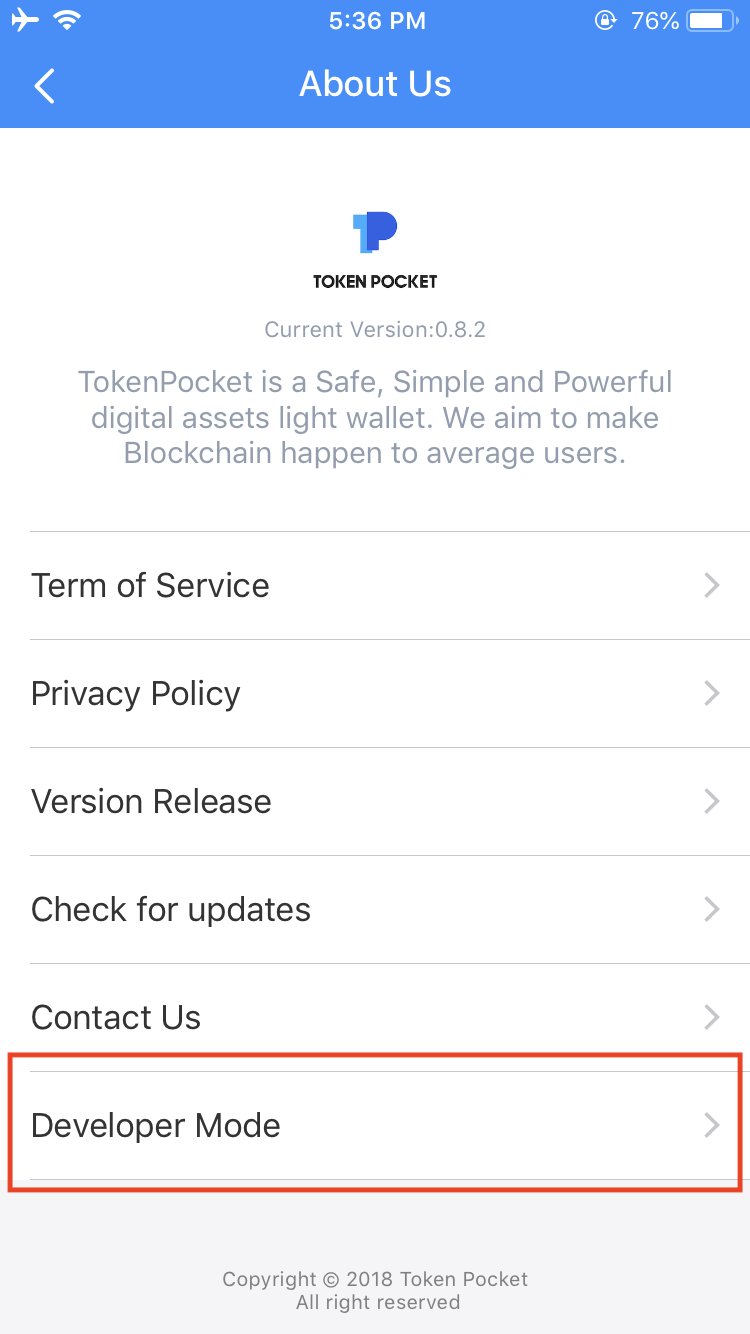 5:36 PM
76%
About Us
TOKEN POCKET
Current Version:0.8.2
TokenPocket is a Safe, Simple and Powerful
digital assets light wallet. We aim to make
Blockchain happen to average users.
Term of Service
Privacy Policy
Version Release
Check for updates
Contact Us
Developer Mode
Copyright © 2018 Token Pocket
All right reserved